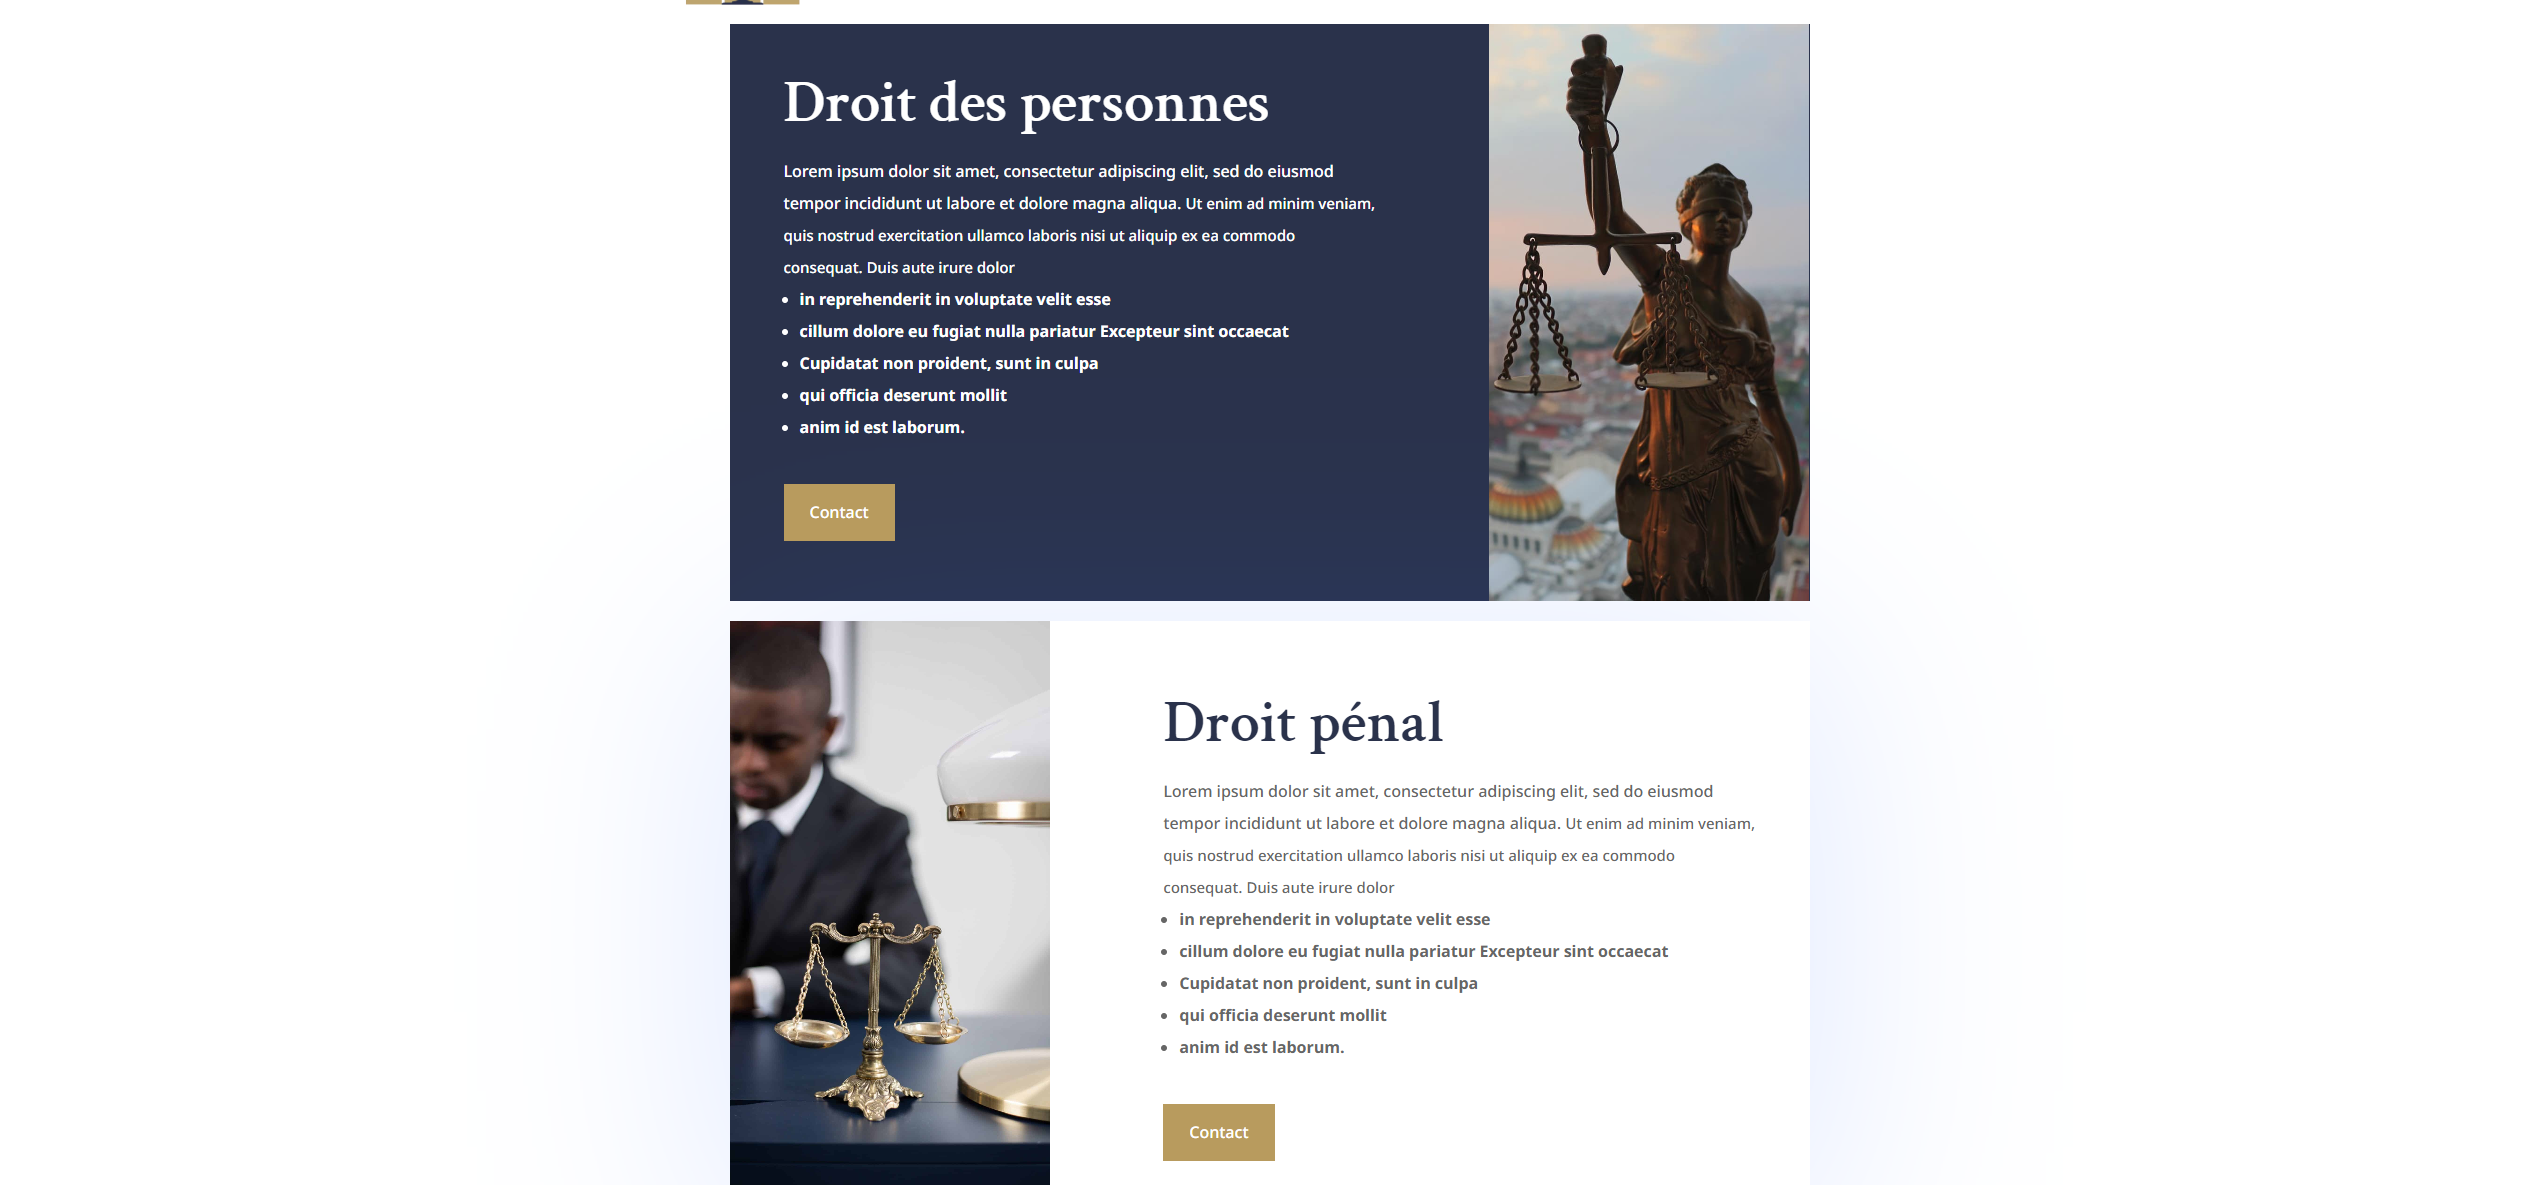 Droit des personnes
Lorem ipsum dolor sit amet, consectetur adipiscing elit, sed do eiusmod
tempor incididunt ut labore et dolore magna aliqua. Ut enim ad minim veniam,
quis nostrud exercitation ullamco laboris nisi ut aliquip ex ea commodo
consequat. Duis aute irure dolor
in reprehenderit in voluptate velit esse
cillum dolore eu fugiat nulla pariatur Excepteur sint occaecat
Cupidatat non proident, sunt in culpa
qui officia deserunt mollit
anim id est laborum.
Contact
Droit pénal
Lorem ipsum dolor sit amet, consectetur adipiscing elit, sed do eiusmod
tempor incididunt ut labore et dolore magna aliqua. Ut enim ad minim veniam,
quis nostrud exercitation ullamco laboris nisi ut aliquip ex ea commodo
consequat. Duis aute irure dolor
in reprehenderit in voluptate velit esse
cillum dolore eu fugiat nulla pariatur Excepteur sint occaecat
Cupidatat non proident, sunt in culpa
qui officia deserunt mollit
anim id est laborum.
Contact